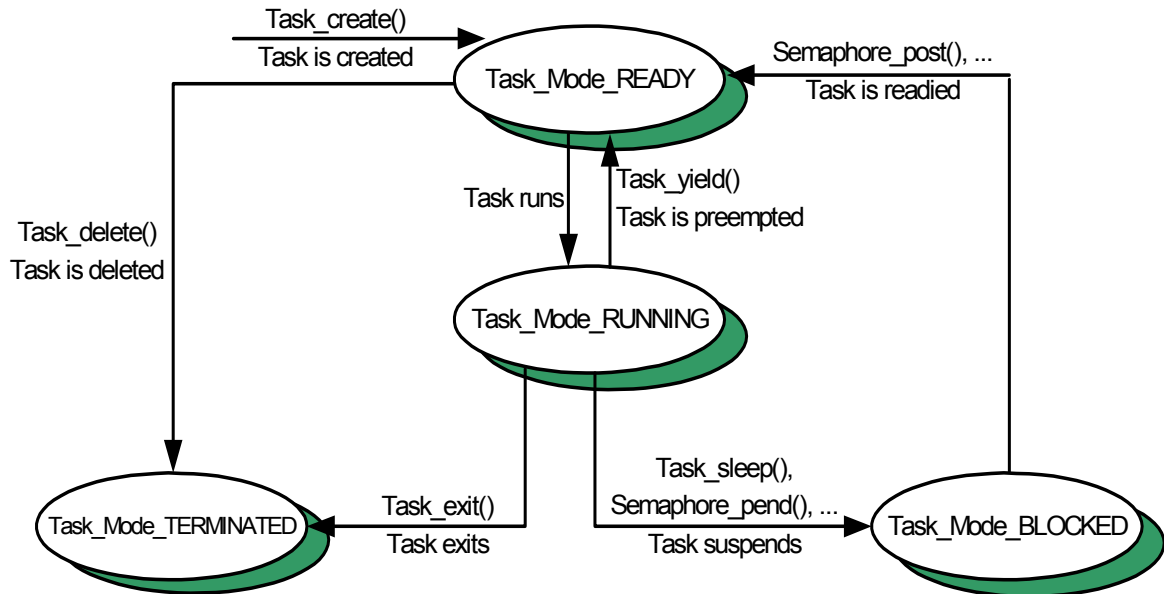 Task_create()
Task is created
Task_Mode_READY
Semaphore_post(), ...
Task is readied
Task runs
Task_yield()
Task is preempted
Task_delete()
Task is deleted
Task_Mode_RUNNING
Task_sleep(),
Semaphore_pend(), ...
Task suspends
Task_exit()
Task exits
Task_Mode_TERMINATED
Task_Mode_BLOCKED